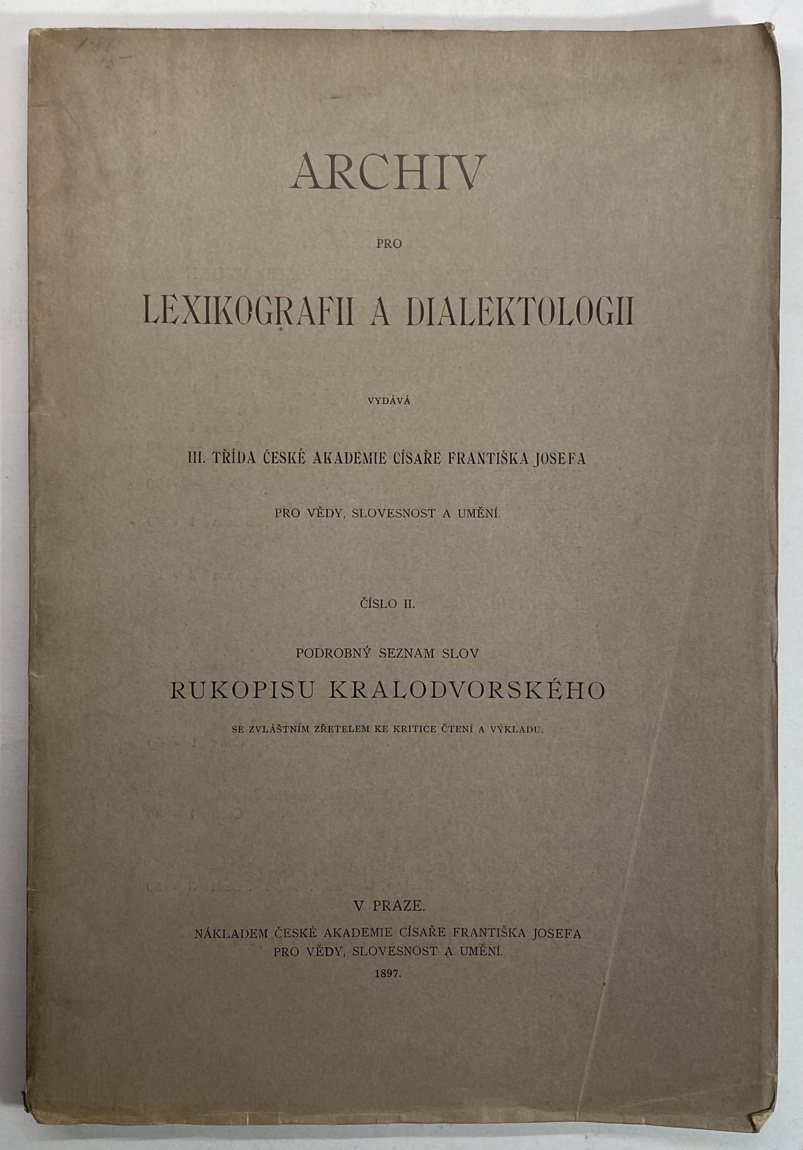 ARCHIV
PRO
LEXIKOGRAFII A DIALEKTOLOGII
VYDÁVÁ
III. TŘÍDA ČESKÉ AKADEMIE CÍSAŘE FRANTIŠKA JOSEFA
PRO VĚDY, SLOVESNOST A UMĚNÍ.
ČÍSLO II.
PODROBNÝ SEZNAM SLOV
RUKOPISU KRALODVORSKÉHO
SE ZVLÁŠTNÍM ZŘETELEM KE KRITICE ČTENÍ A VÝKLADU.
V PRAZE.
NÁKLADEM ČESKÉ AKADEMIE CÍSAŘE FRANTIŠKA JOSEFA
PRO VĚDY, SLOVESNOST A UMĚNÍ.
1897.